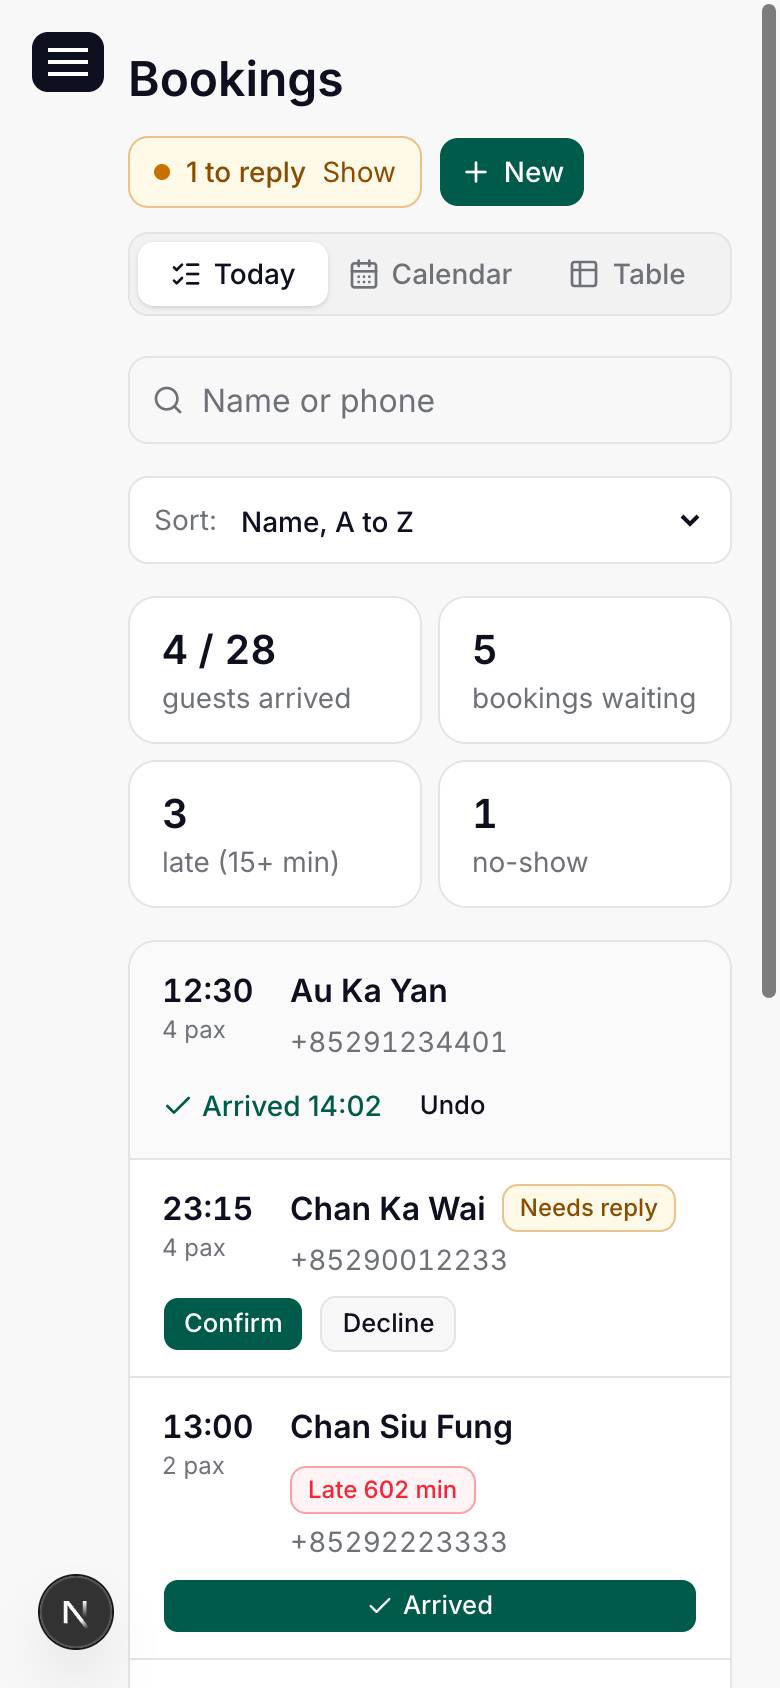 Bookings
1 to reply Show
New
Today Calendar Table
Name or phone
Sort: Name, A to Z
4 / 28
guests arrived
5
bookings waiting
3
late (15+ min)
1
no-show
12:30 Au Ka Yan
4 pax
+85291234401
Arrived 14:02 Undo
23:15 Chan Ka Wai Needs reply
4 pax
+85290012233
Confirm Decline
13:00 Chan Siu Fung
2 pax
Late 602 min
+85292223333
Arrived
N